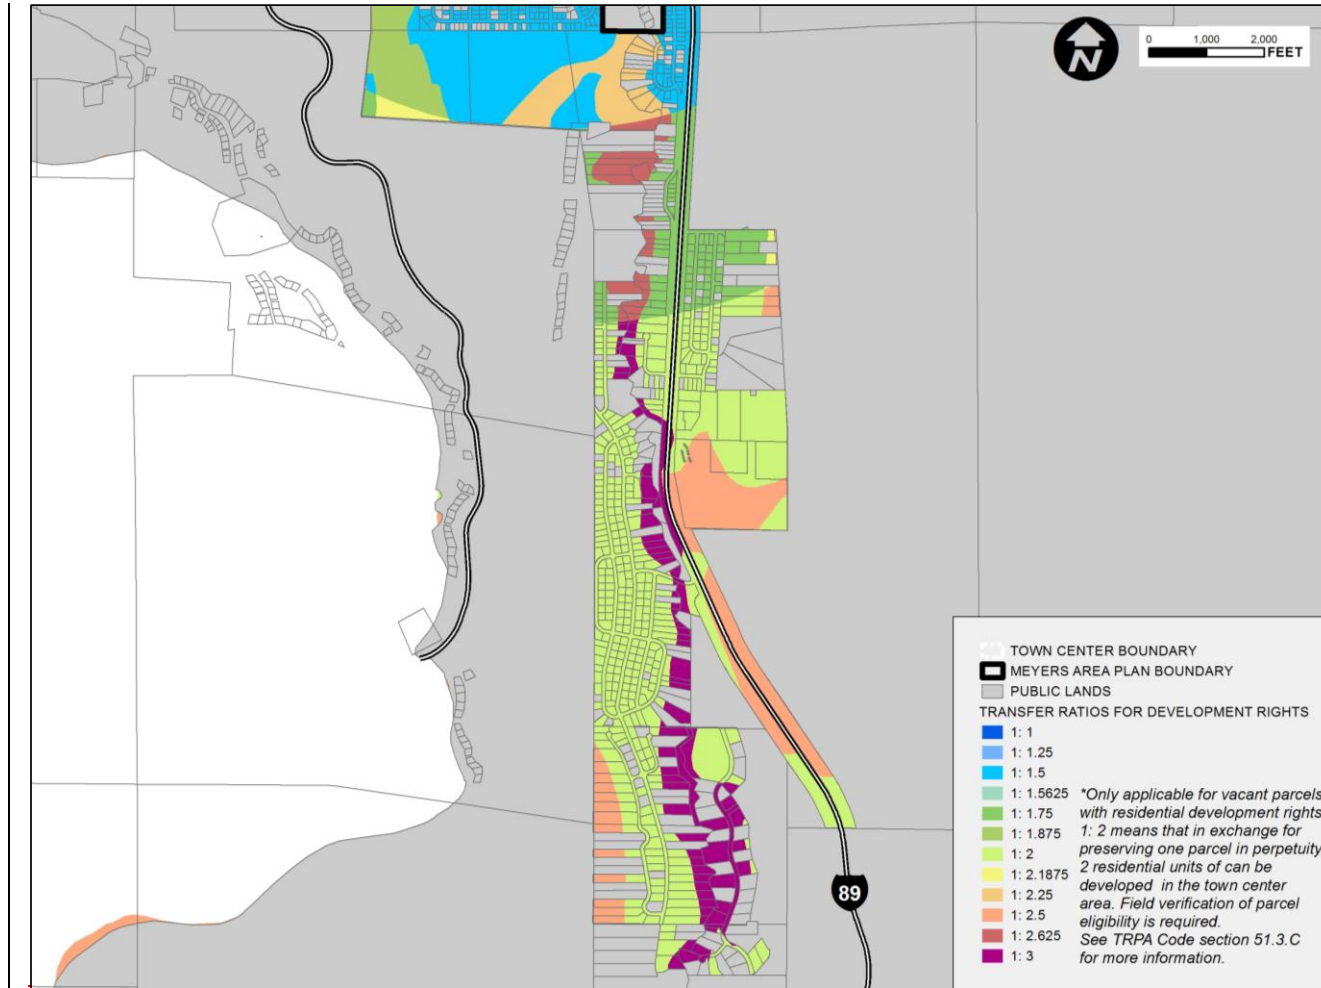 N
0 1,000 2,000
FEET
TOWN CENTER BOUNDARY
MEYERS AREA PLAN BOUNDARY
PUBLIC LANDS
TRANSFER RATIOS FOR DEVELOPMENT RIGHTS
1: 1
1: 1.25
1: 1.5
1: 1.5625
1: 1.75
1: 1.875
1: 2
1: 2.1875
1: 2.25
1: 2.5
1: 2.625
1: 3
*Only applicable for vacant parcels
with residential development rights
1: 2 means that in exchange for
preserving one parcel in perpetuity
2 residential units of can be
developed in the town center
area. Field verification of parcel
eligibility is required.
See TRPA Code section 51.3.C
for more information.
89